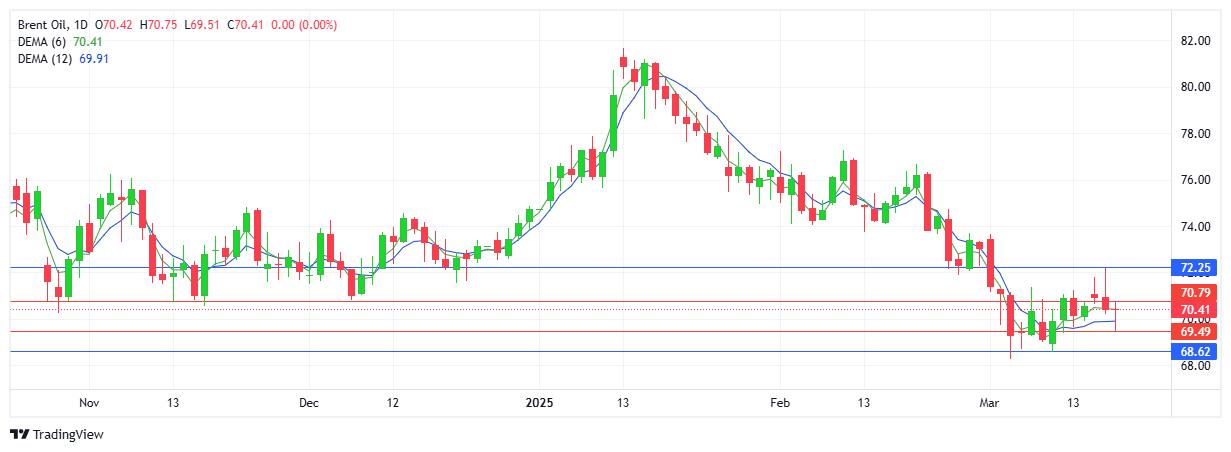 Brent Oil, 1D O70.42 H70.75 L69.51 C70.41 0.00 (0.00%)
DEMA (6) 70.41
DEMA (12) 69.91
82.00
80.00
78.00
76.00
74.00
72.25
70.79
70.41
70.00
69.49
68.62
68.00
Nov 13 Dec 12 2025 13 Feb 13 Mar 13
TradingView